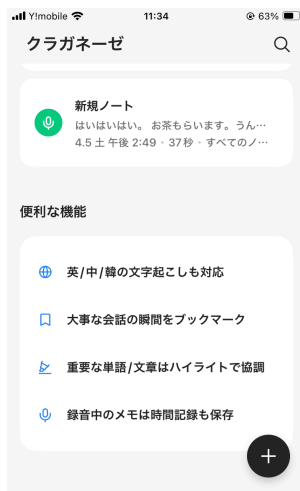 Y!mobile 11:34 63%
クラガネーゼ
新規ノート
はいはいはい。 お茶もらいます。うん…
4.5 土 午後 2:49・37秒・すべてのノ…
便利な機能
英/中/韓の文字起こしも対応
大事な会話の瞬間をブックマーク
重要な単語/文章はハイライトで協調
録音中のメモは時間記録も保存